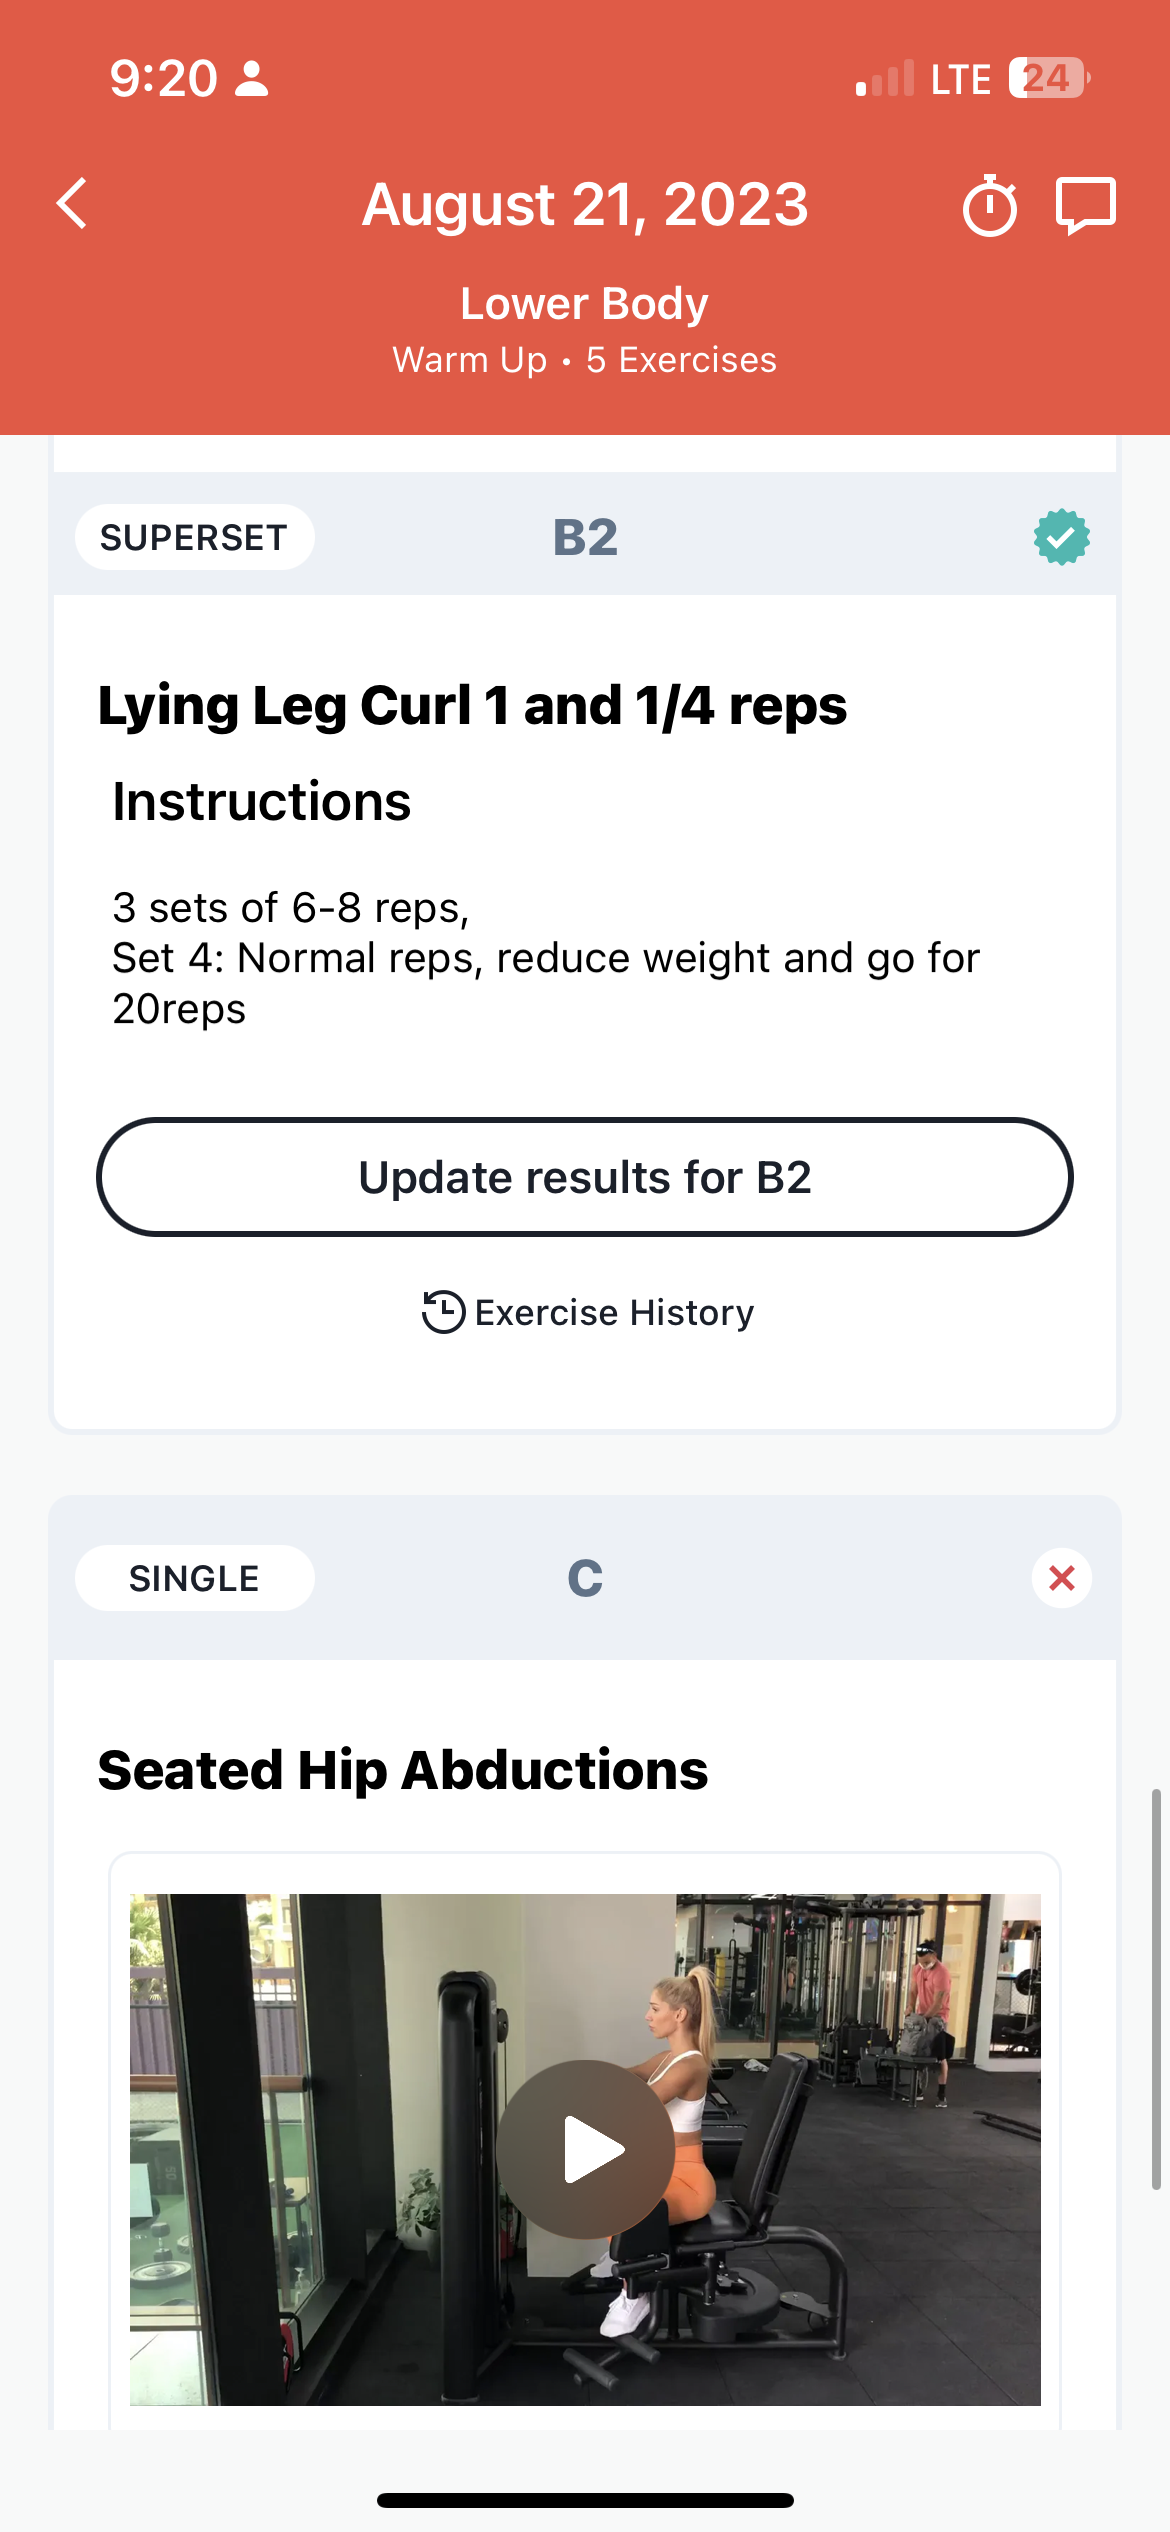 9:20
LTE 24
August 21, 2023
Lower Body
Warm Up • 5 Exercises
SUPERSET
B2
Lying Leg Curl 1 and 1/4 reps
Instructions
3 sets of 6-8 reps,
Set 4: Normal reps, reduce weight and go for
20reps
Update results for B2
Exercise History
SINGLE
C
Seated Hip Abductions